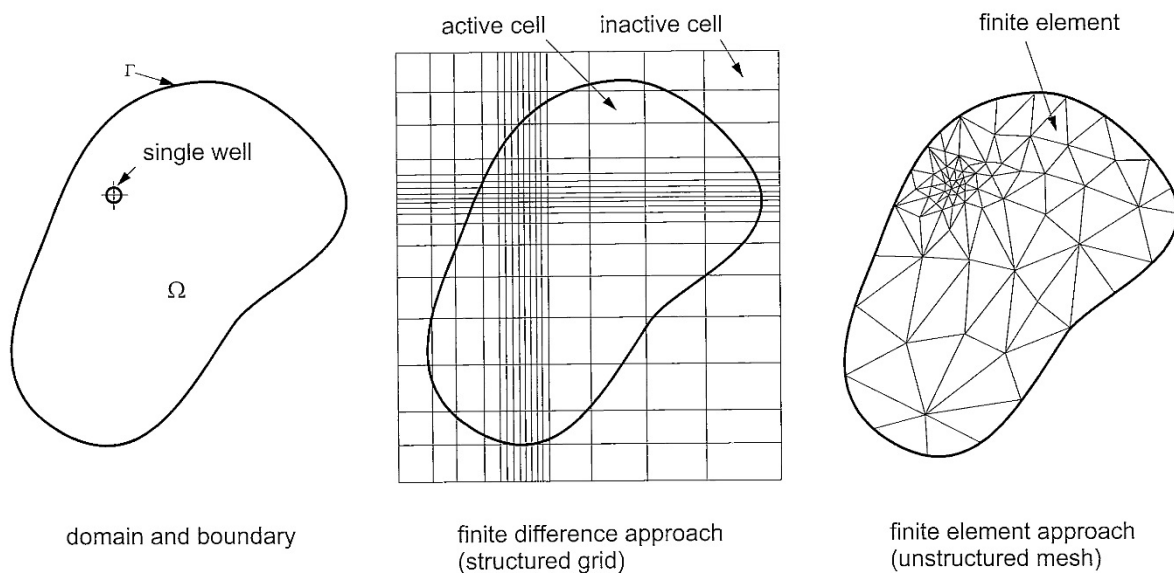 Γ
single well
Ω
domain and boundary
active cell
inactive cell
finite difference approach
(structured grid)
finite element
finite element approach
(unstructured mesh)